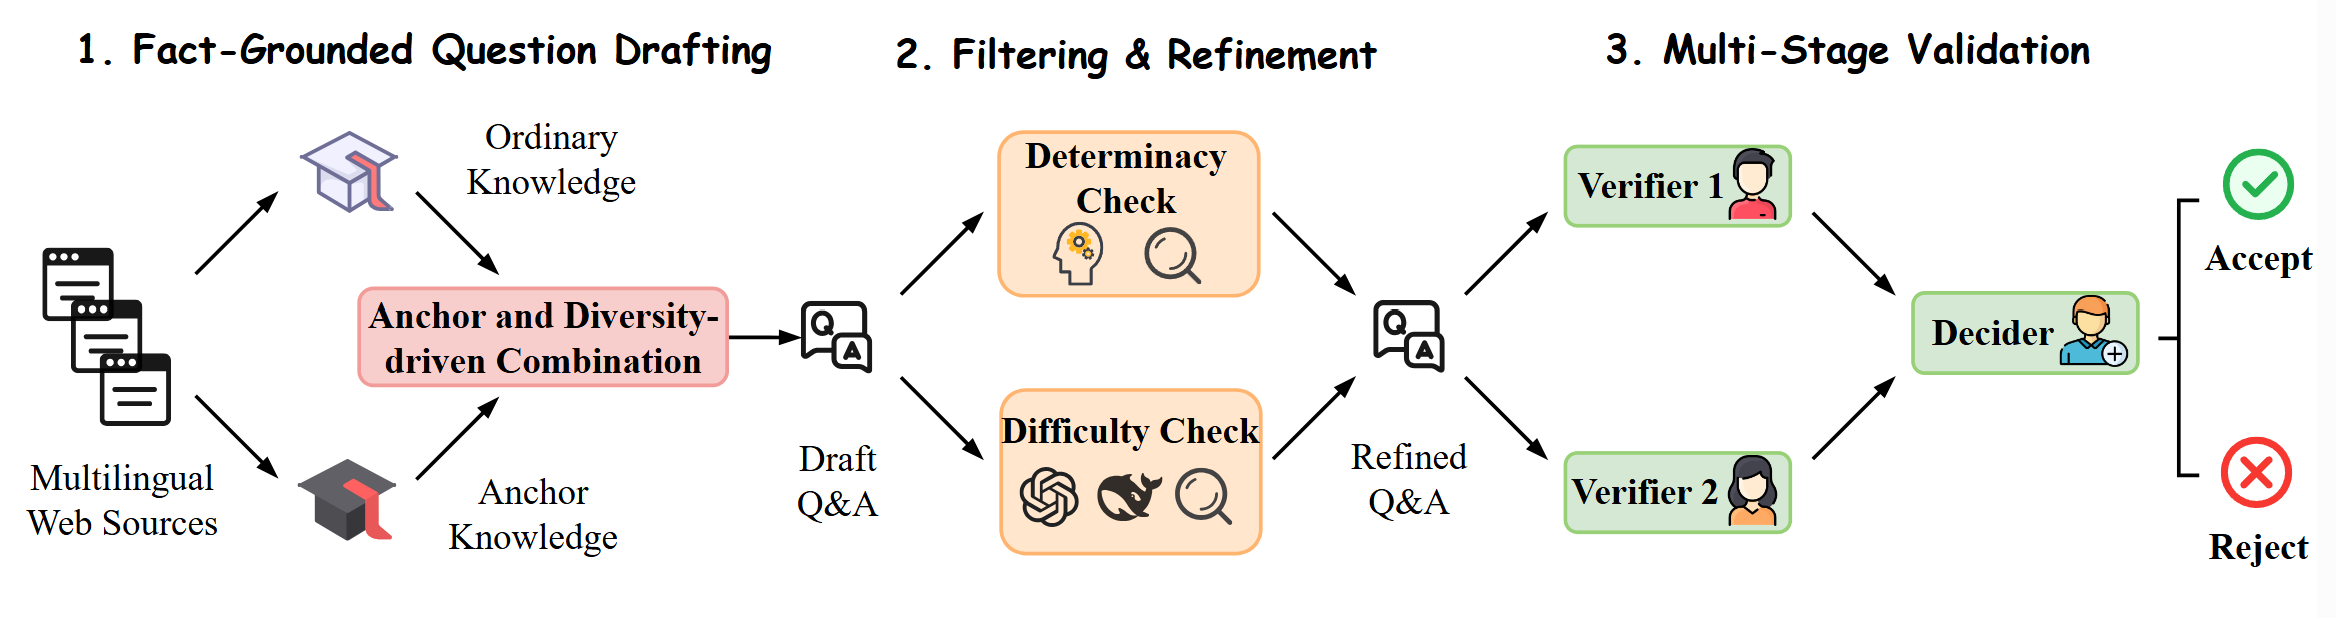 1. Fact-Grounded Question Drafting
2. Filtering & Refinement
3. Multi-Stage Validation
Multilingual
Web Sources
Ordinary
Knowledge
Anchor
Knowledge
Anchor and Diversity-
driven Combination
Q
A
Draft
Q&A
Determinacy
Check
Difficulty Check
Q
A
Refined
Q&A
Verifier 1
Verifier 2
Decider
Accept
Reject